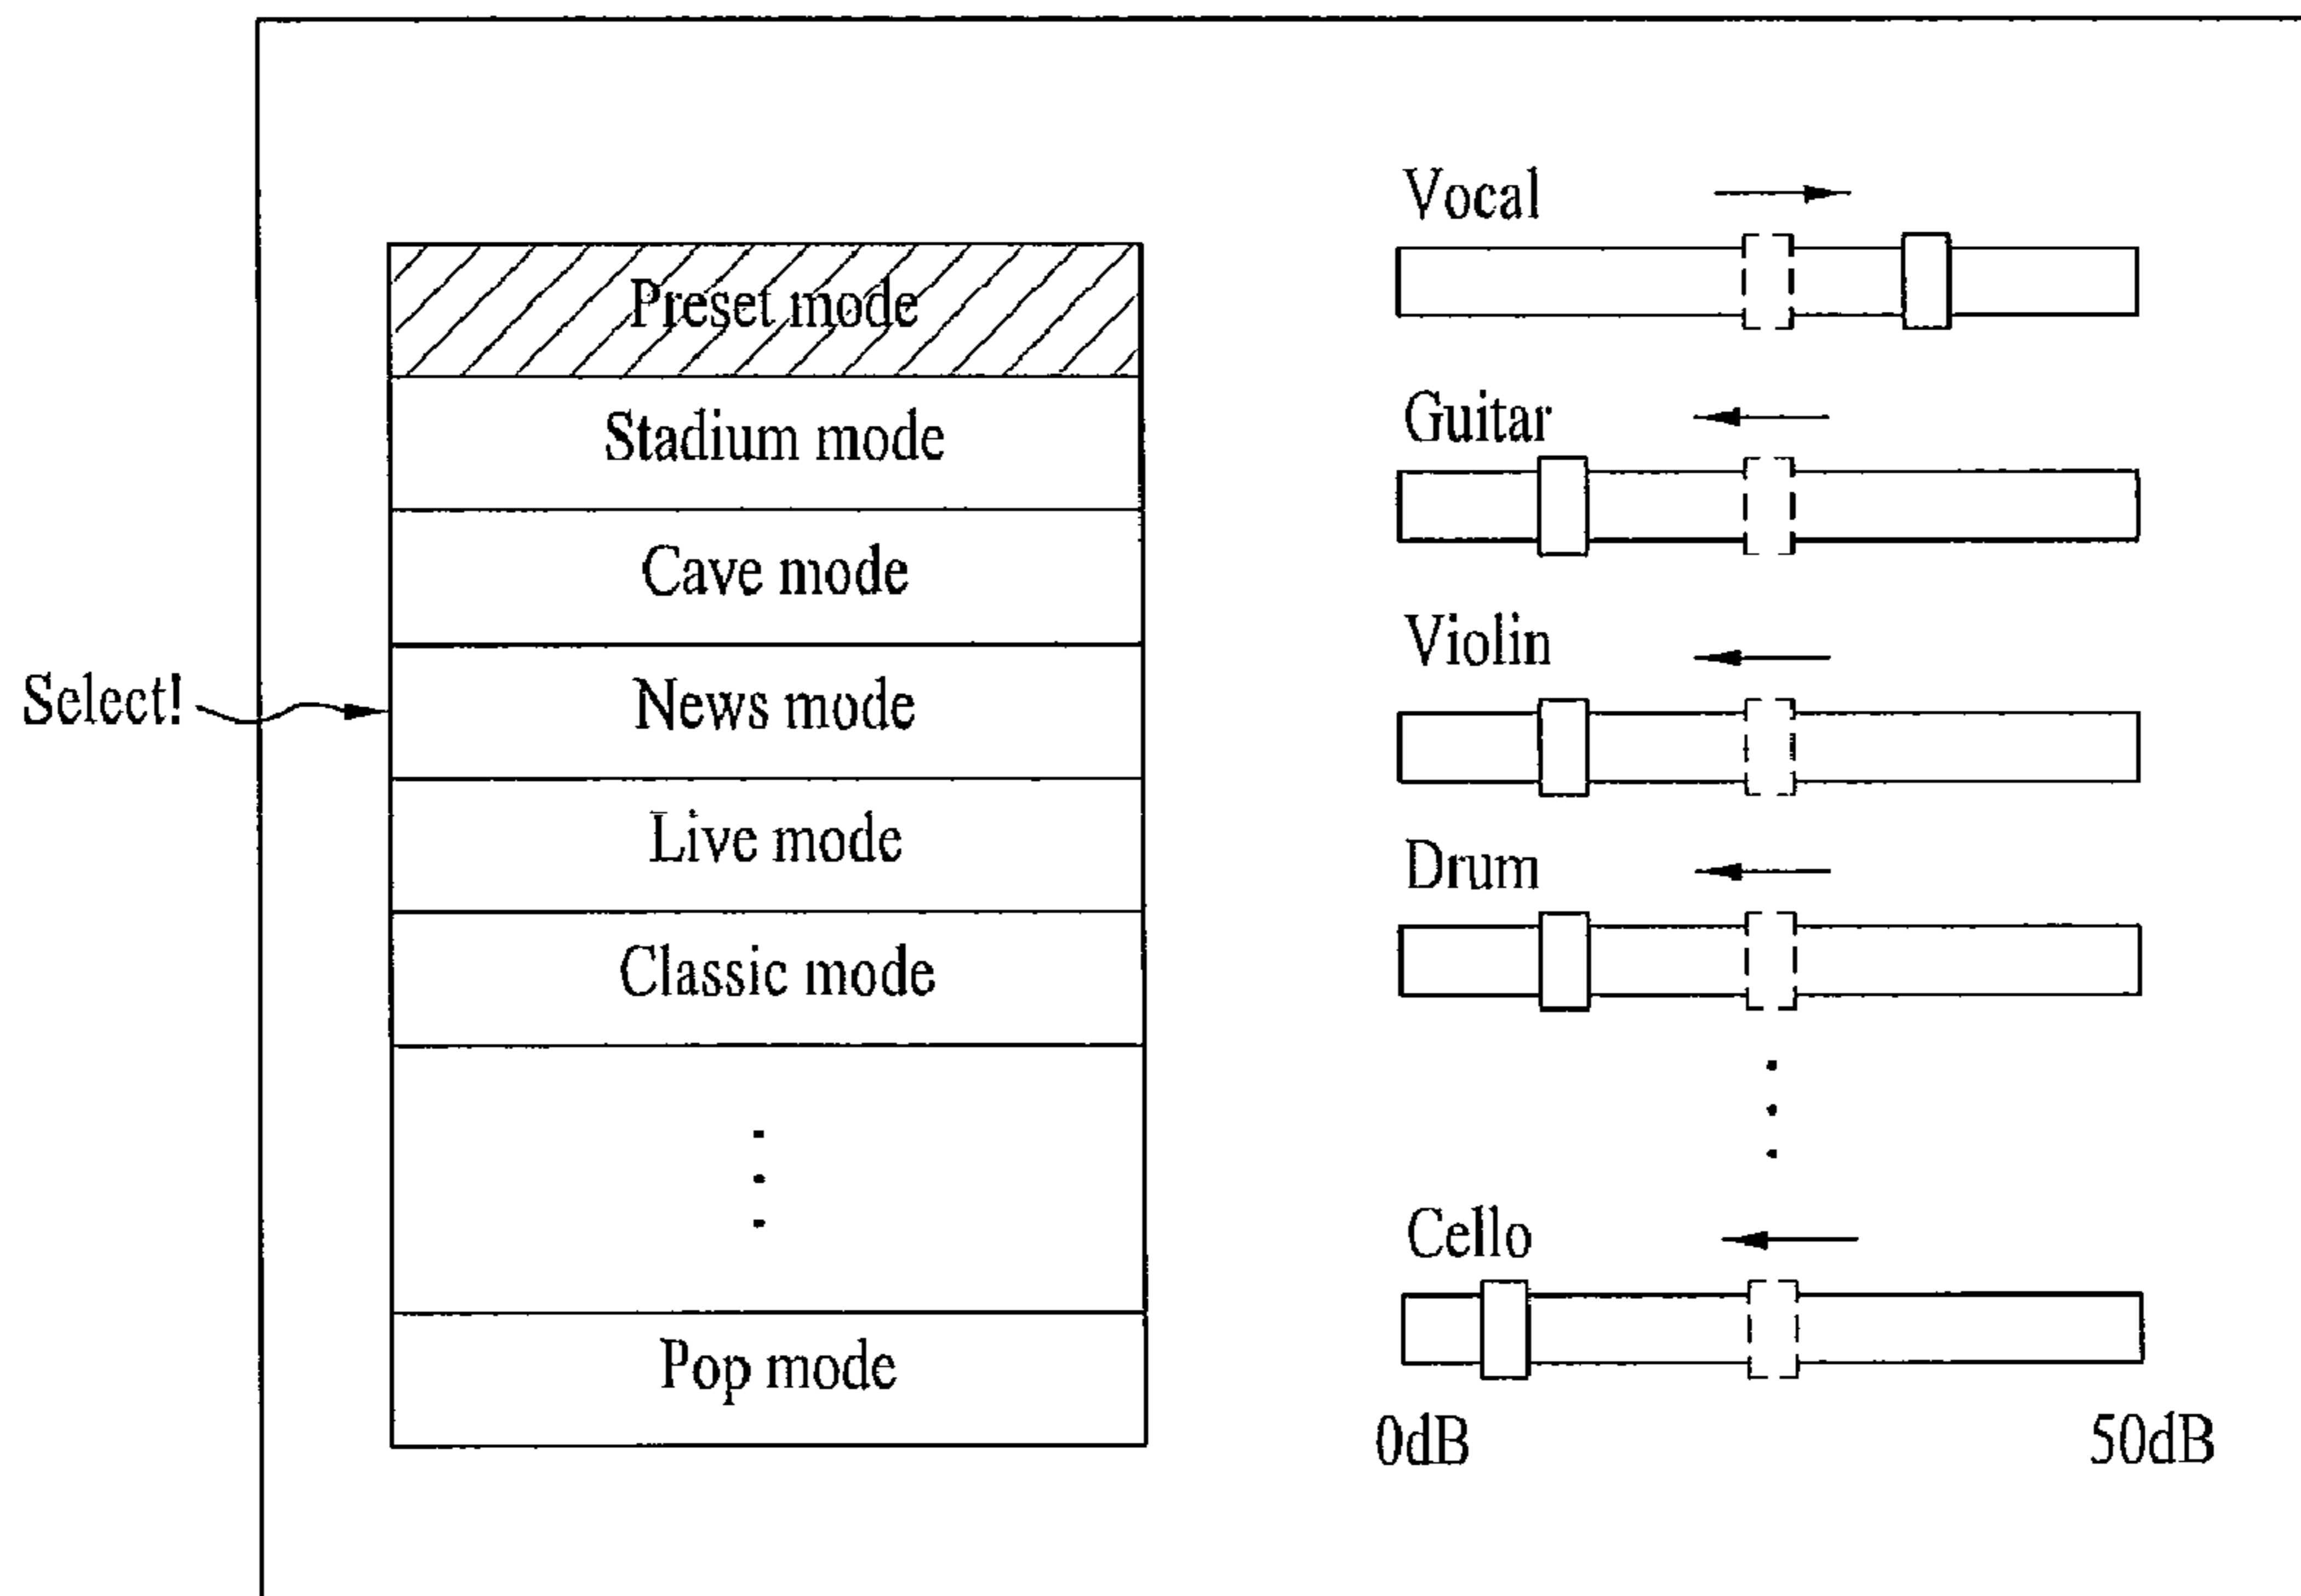 Select!
Preset mode
Stadium mode
Cave mode
News mode
Live mode
Classic mode
Pop mode
Vocal
Guitar
Violin
Drum
Cello
0dB
50dB